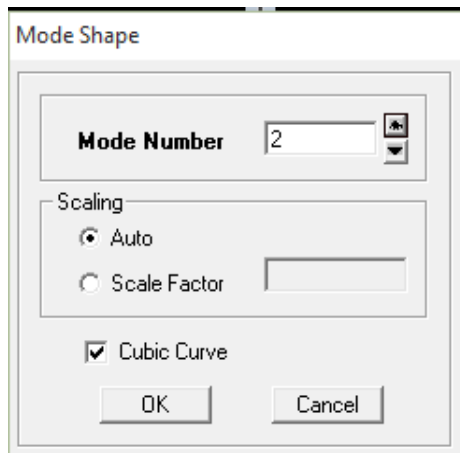 Mode Shape
Mode Number 2
Scaling
Auto
Scale Factor
Cubic Curve
OK Cancel